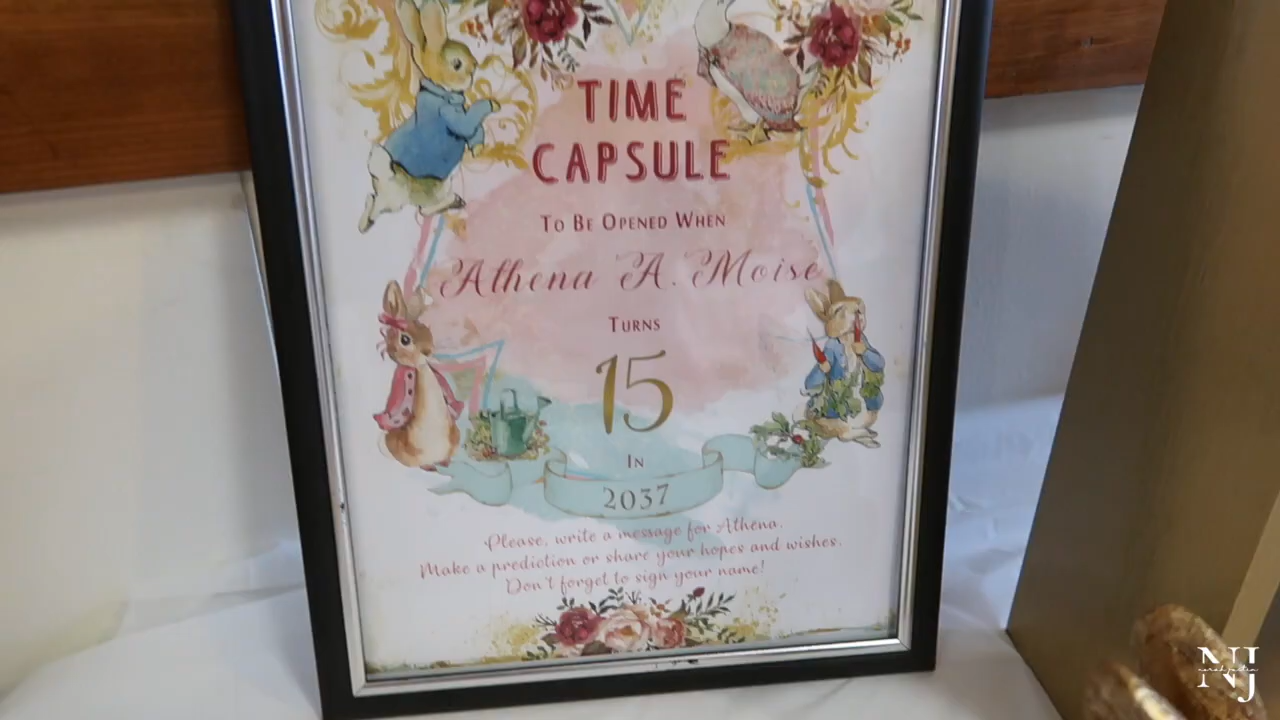 TIME
CAPSULE
TO BE OPENED WHEN
Athena A. Moise
TURNS
15
IN
2037
Please, write a message for Athena.
Make a prediction or share your hopes and wishes.
Don't forget to sign your name!
NJ